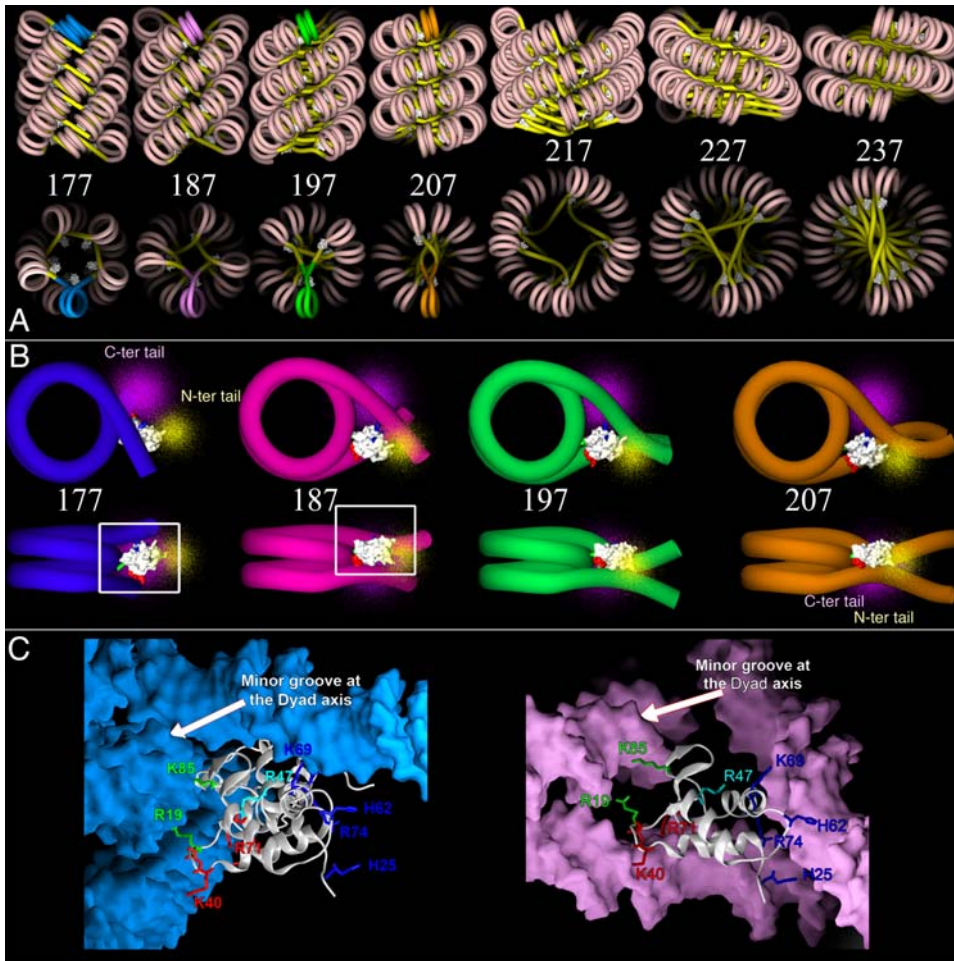 177
187
197
207
217
227
237
A
B
C-ter tail
N-ter tail
177
187
197
207
C-ter tail
N-ter tail
C
Minor groove at
the Dyad axis
K69
K85
R47
R19
H62
R74
R71
H25
K40
Minor groove at
the Dyad axis
K85
K69
R47
R19
R71
H62
R74
K40
H25